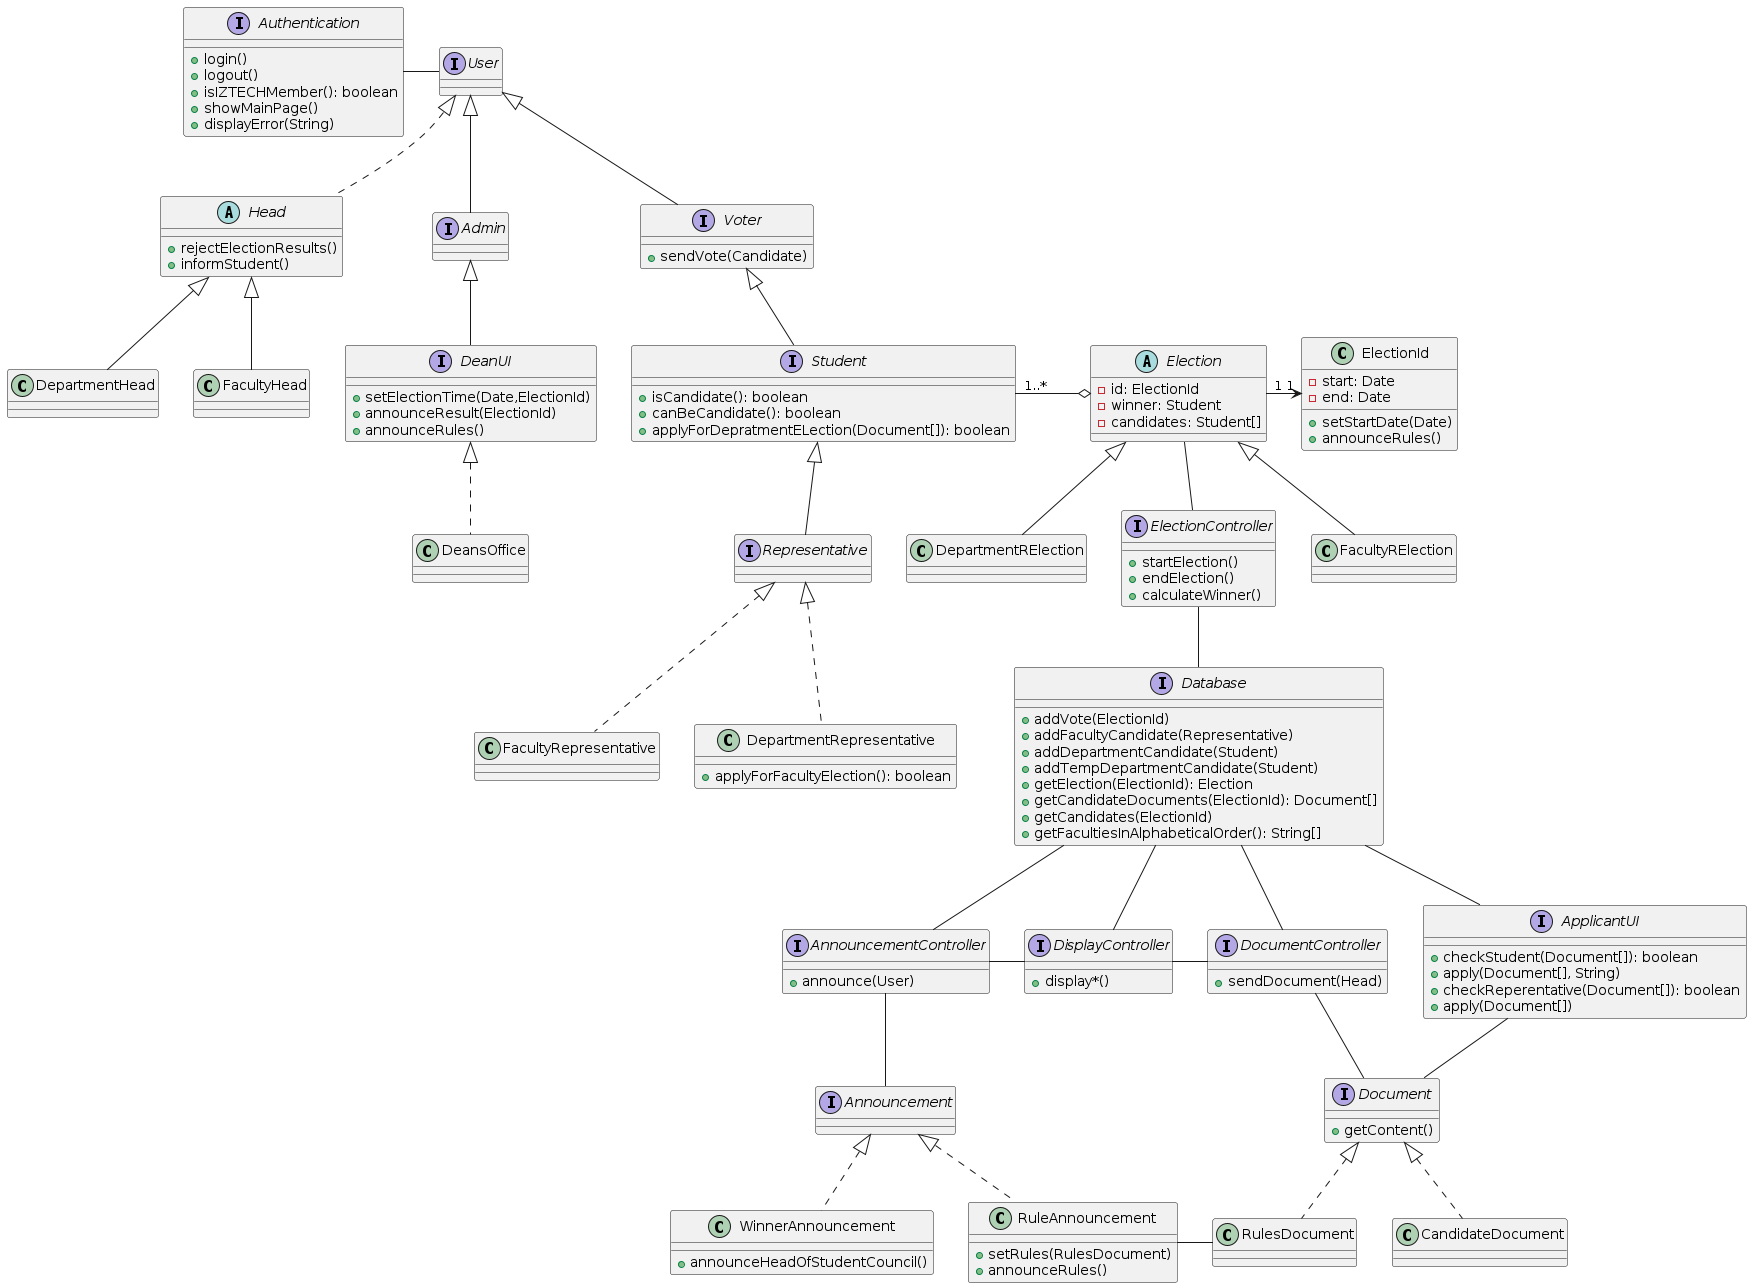 I Authentication
login()
logout()
isIZTECHMember(): boolean
showMainPage()
displayError(String)
I User
A Head
rejectElectionResults()
informStudent()
I Admin
I Voter
sendVote(Candidate)
C DepartmentHead
C FacultyHead
I DeanUI
setElectionTime(Date,ElectionId)
announceResult(ElectionId)
announceRules()
I Student
isCandidate(): boolean
canBeCandidate(): boolean
applyForDepratmentELection(Document[]): boolean
1..*
A Election
id: ElectionId
winner: Student
candidates: Student[]
1 1
C ElectionId
start: Date
end: Date
setStartDate(Date)
announceRules()
C DeansOffice
I Representative
C DepartmentRElection
I ElectionController
startElection()
endElection()
calculateWinner()
C FacultyRElection
C FacultyRepresentative
C DepartmentRepresentative
applyForFacultyElection(): boolean
I Database
addVote(ElectionId)
addFacultyCandidate(Representative)
addDepartmentCandidate(Student)
addTempDepartmentCandidate(Student)
getElection(ElectionId): Election
getCandidateDocuments(ElectionId): Document[]
getCandidates(ElectionId)
getFacultiesInAlphabeticalOrder(): String[]
I AnnouncementController
announce(User)
I DisplayController
display*()
I DocumentController
sendDocument(Head)
I ApplicantUI
checkStudent(Document[]): boolean
apply(Document[], String)
checkReperentative(Document[]): boolean
apply(Document[])
I Announcement
I Document
getContent()
C WinnerAnnouncement
announceHeadOfStudentCouncil()
C RuleAnnouncement
setRules(RulesDocument)
announceRules()
C RulesDocument
C CandidateDocument